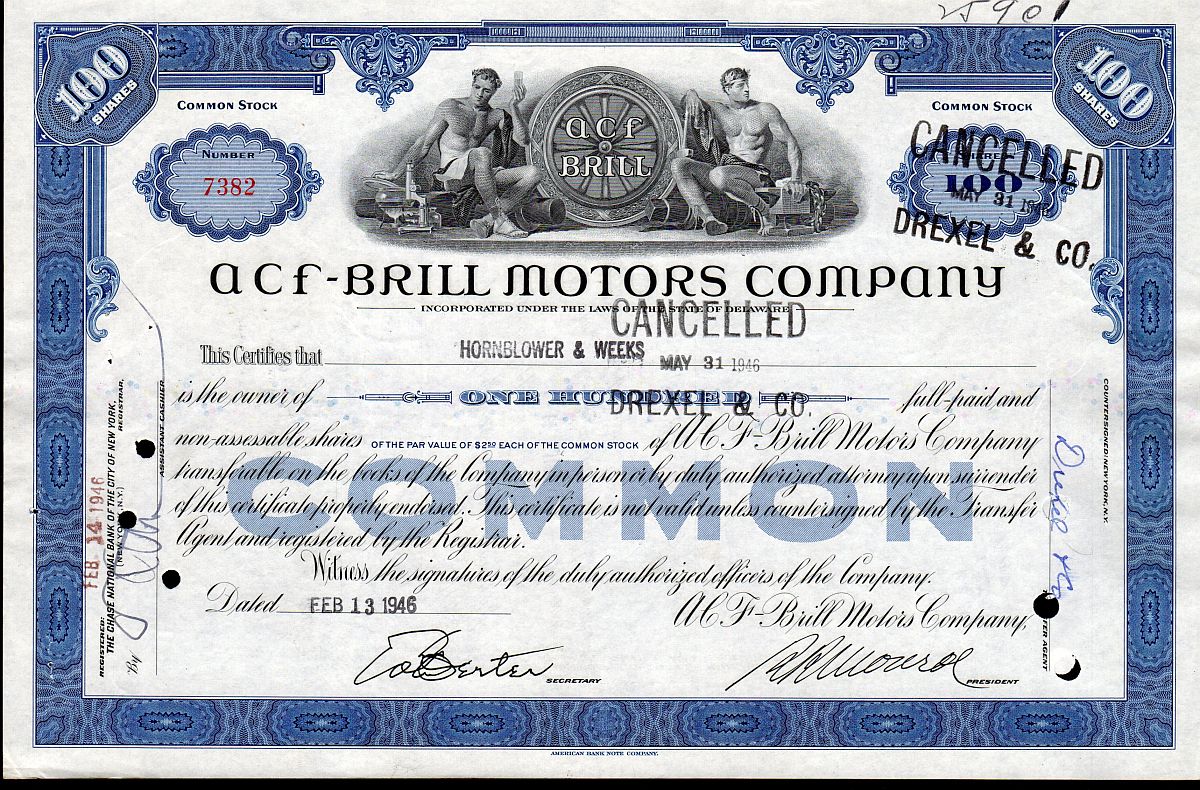 25901
100
SHARES
100
SHARES
COMMON STOCK
COMMON STOCK
NUMBER
7382
acf
BRILL
100
CANCELLED
MAY 31 1946
DREXEL & CO.
acf-BRILL MOTORS COMPANY
INCORPORATED UNDER THE LAWS OF THE STATE OF DELAWARE
CANCELLED
This Certifies that HORNBLOWER & WEEKS
MAY 31 1946
is the owner of ONE HUNDRED full-paid and
DREXEL & CO.
non-assessable shares OF THE PAR VALUE OF $2.50 EACH OF THE COMMON STOCK of A C F-Brill Motors Company
transferable on the books of the Company in person or by duly authorized attorney upon surrender
COMMON
of this certificate properly endorsed. This certificate is not valid unless countersigned by the Transfer
Agent and registered by the Registrar.
Witness the signatures of the duly authorized officers of the Company.
Dated FEB 13 1946
A C F-Brill Motors Company,
SECRETARY
PRESIDENT
REGISTERED:
THE CHASE NATIONAL BANK OF THE CITY OF NEW YORK,
(NEW YORK, N.Y.)
REGISTRAR,
By
ASSISTANT CASHIER.
FEB 14 1946
COUNTERSIGNED: NEW YORK, N.Y.
Drexel & Co
AGENT
AMERICAN BANK NOTE COMPANY.